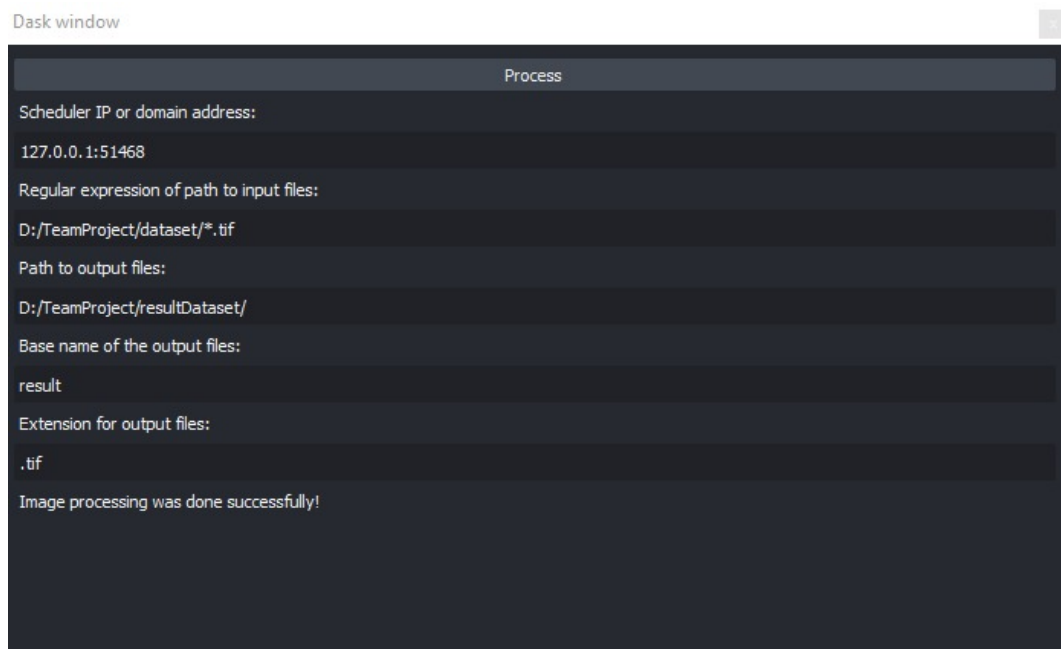 Dask window
x
Process
Scheduler IP or domain address:
127.0.0.1:51468
Regular expression of path to input files:
D:/TeamProject/dataset/*.tif
Path to output files:
D:/TeamProject/resultDataset/
Base name of the output files:
result
Extension for output files:
.tif
Image processing was done successfully!